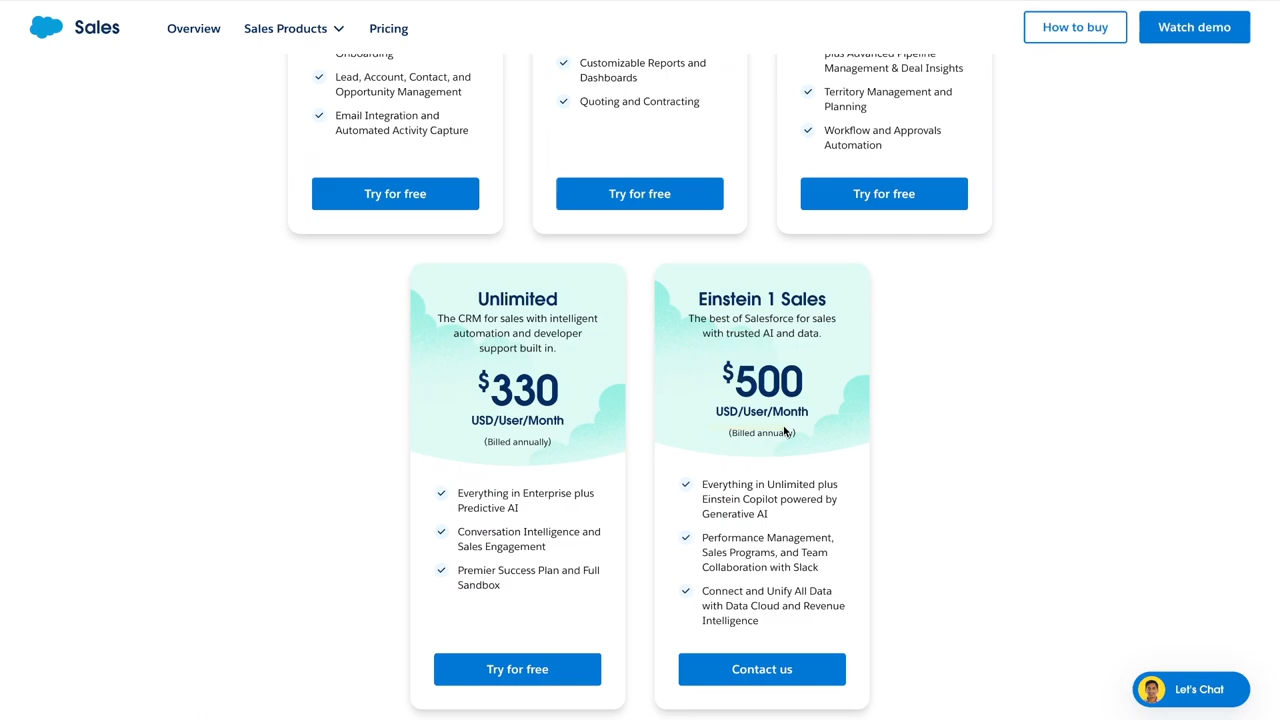 Sales
Overview
Sales Products
Pricing
How to buy
Watch demo
Onboarding
Lead, Account, Contact, and
Opportunity Management
Email Integration and
Automated Activity Capture
Try for free
Customizable Reports and
Dashboards
Quoting and Contracting
Try for free
plus Advanced Pipeline
Management & Deal Insights
Territory Management and
Planning
Workflow and Approvals
Automation
Try for free
Unlimited
The CRM for sales with intelligent
automation and developer
support built in.
$330
USD/User/Month
(Billed annually)
Everything in Enterprise plus
Predictive AI
Conversation Intelligence and
Sales Engagement
Premier Success Plan and Full
Sandbox
Try for free
Einstein 1 Sales
The best of Salesforce for sales
with trusted AI and data.
$500
USD/User/Month
(Billed annually)
Everything in Unlimited plus
Einstein Copilot powered by
Generative AI
Performance Management,
Sales Programs, and Team
Collaboration with Slack
Connect and Unify All Data
with Data Cloud and Revenue
Intelligence
Contact us
Let's Chat